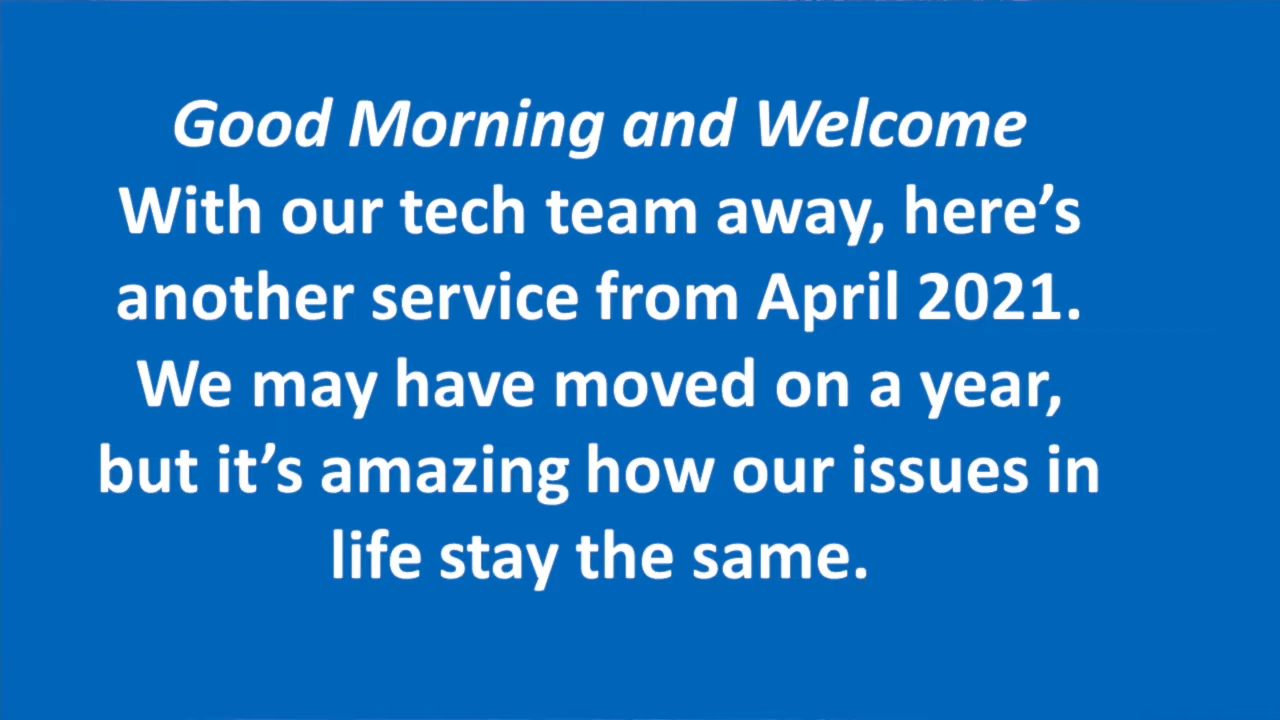 Good Morning and Welcome
With our tech team away, here’s
another service from April 2021.
We may have moved on a year,
but it’s amazing how our issues in
life stay the same.